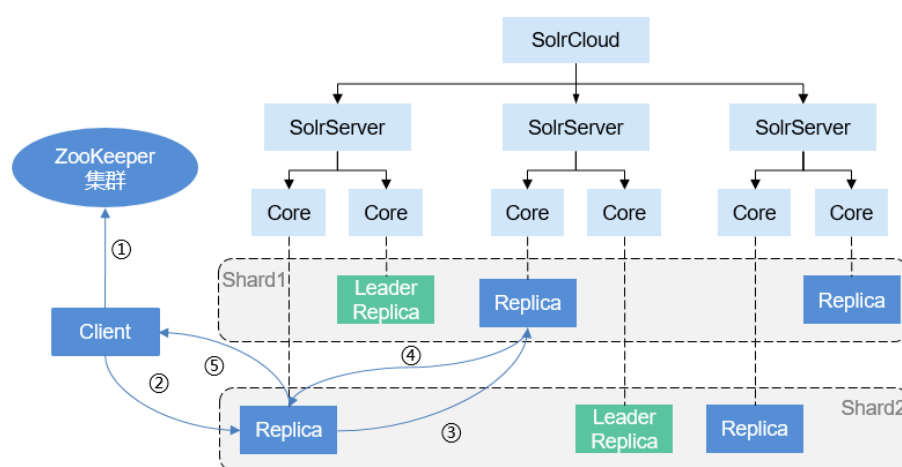 SolrCloud
SolrServer
SolrServer
SolrServer
ZooKeeper
集群
Core
Core
Core
Core
Core
Core
①
Shard1
Leader
Replica
Replica
Replica
Client
⑤
④
②
③
Shard2
Replica
Leader
Replica
Replica